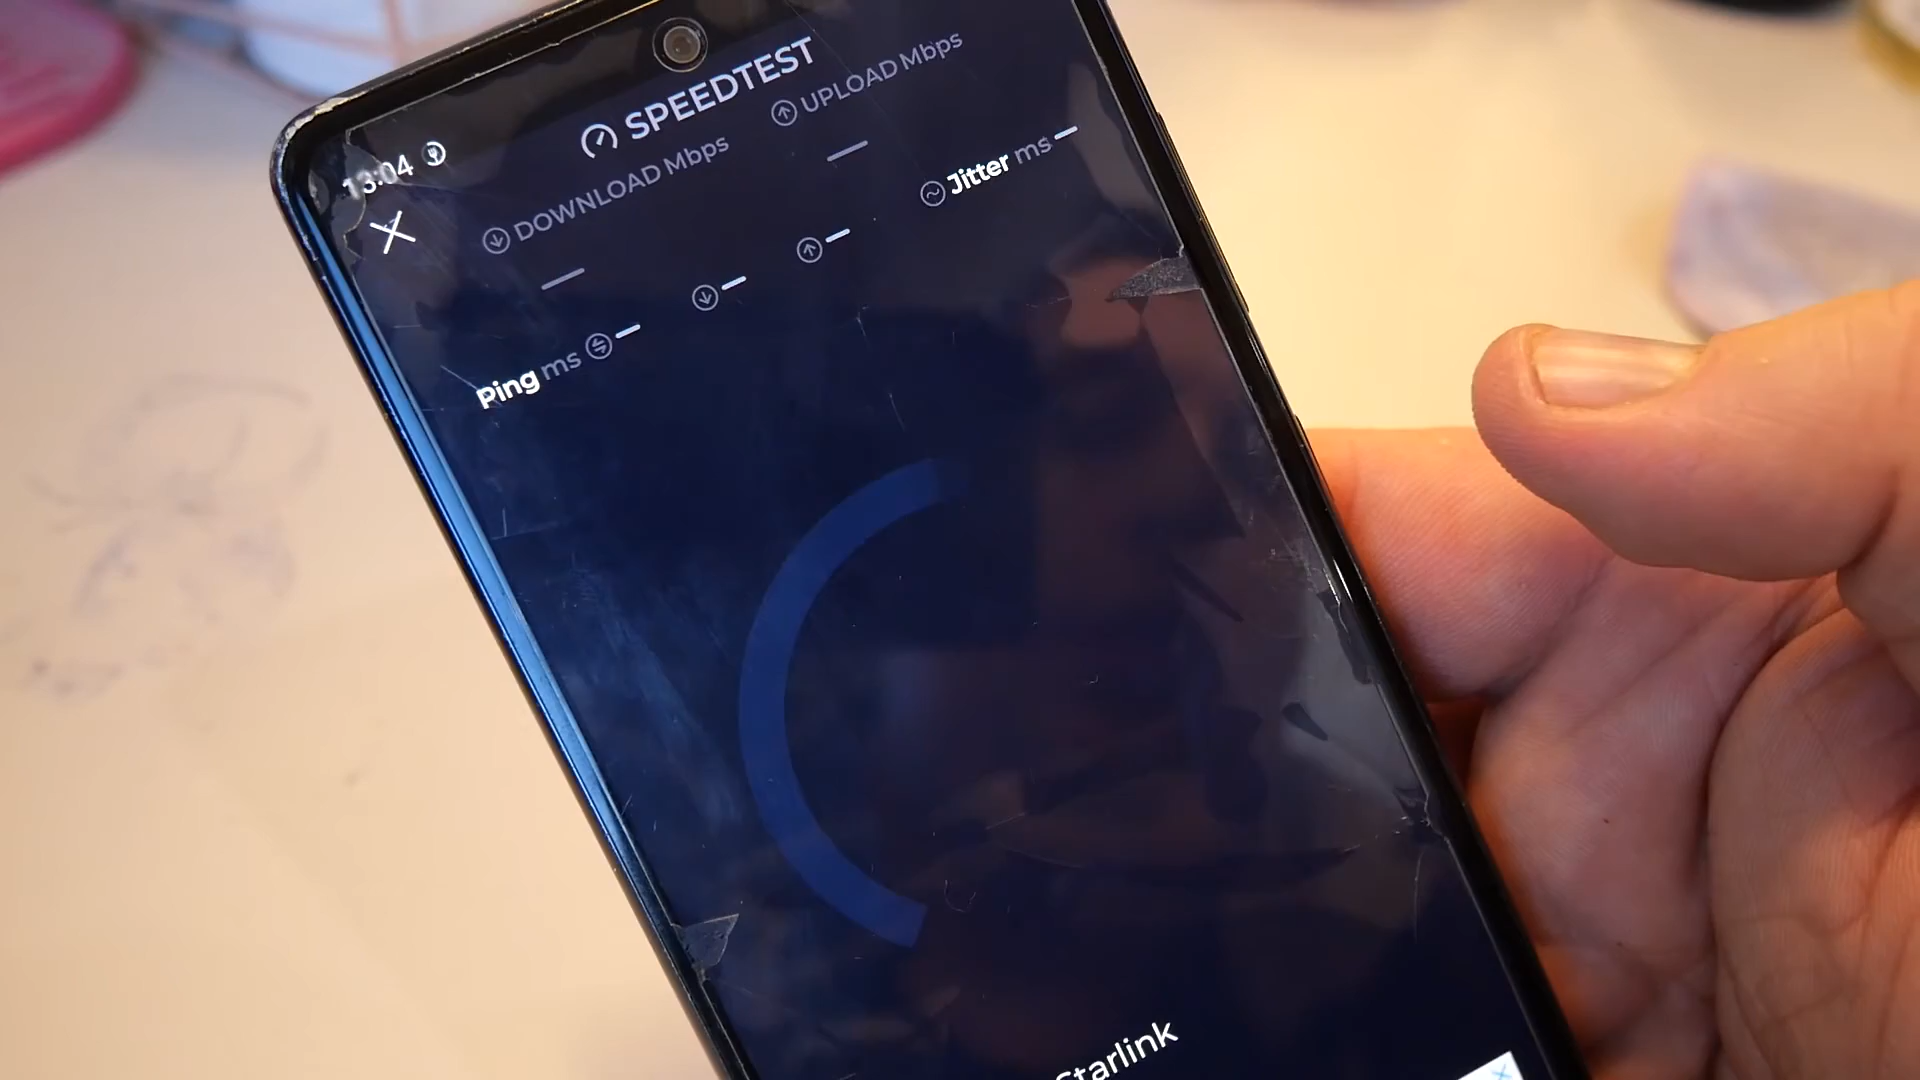 13:04
SPEEDTEST
DOWNLOAD Mbps
UPLOAD Mbps
Ping ms
Jitter ms
Starlink